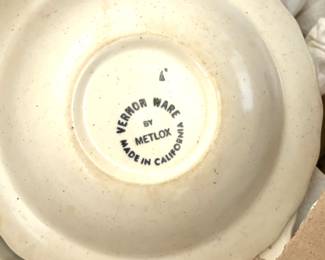 VERNON WARE
BY
METLOX
MADE IN CALIFORNIA